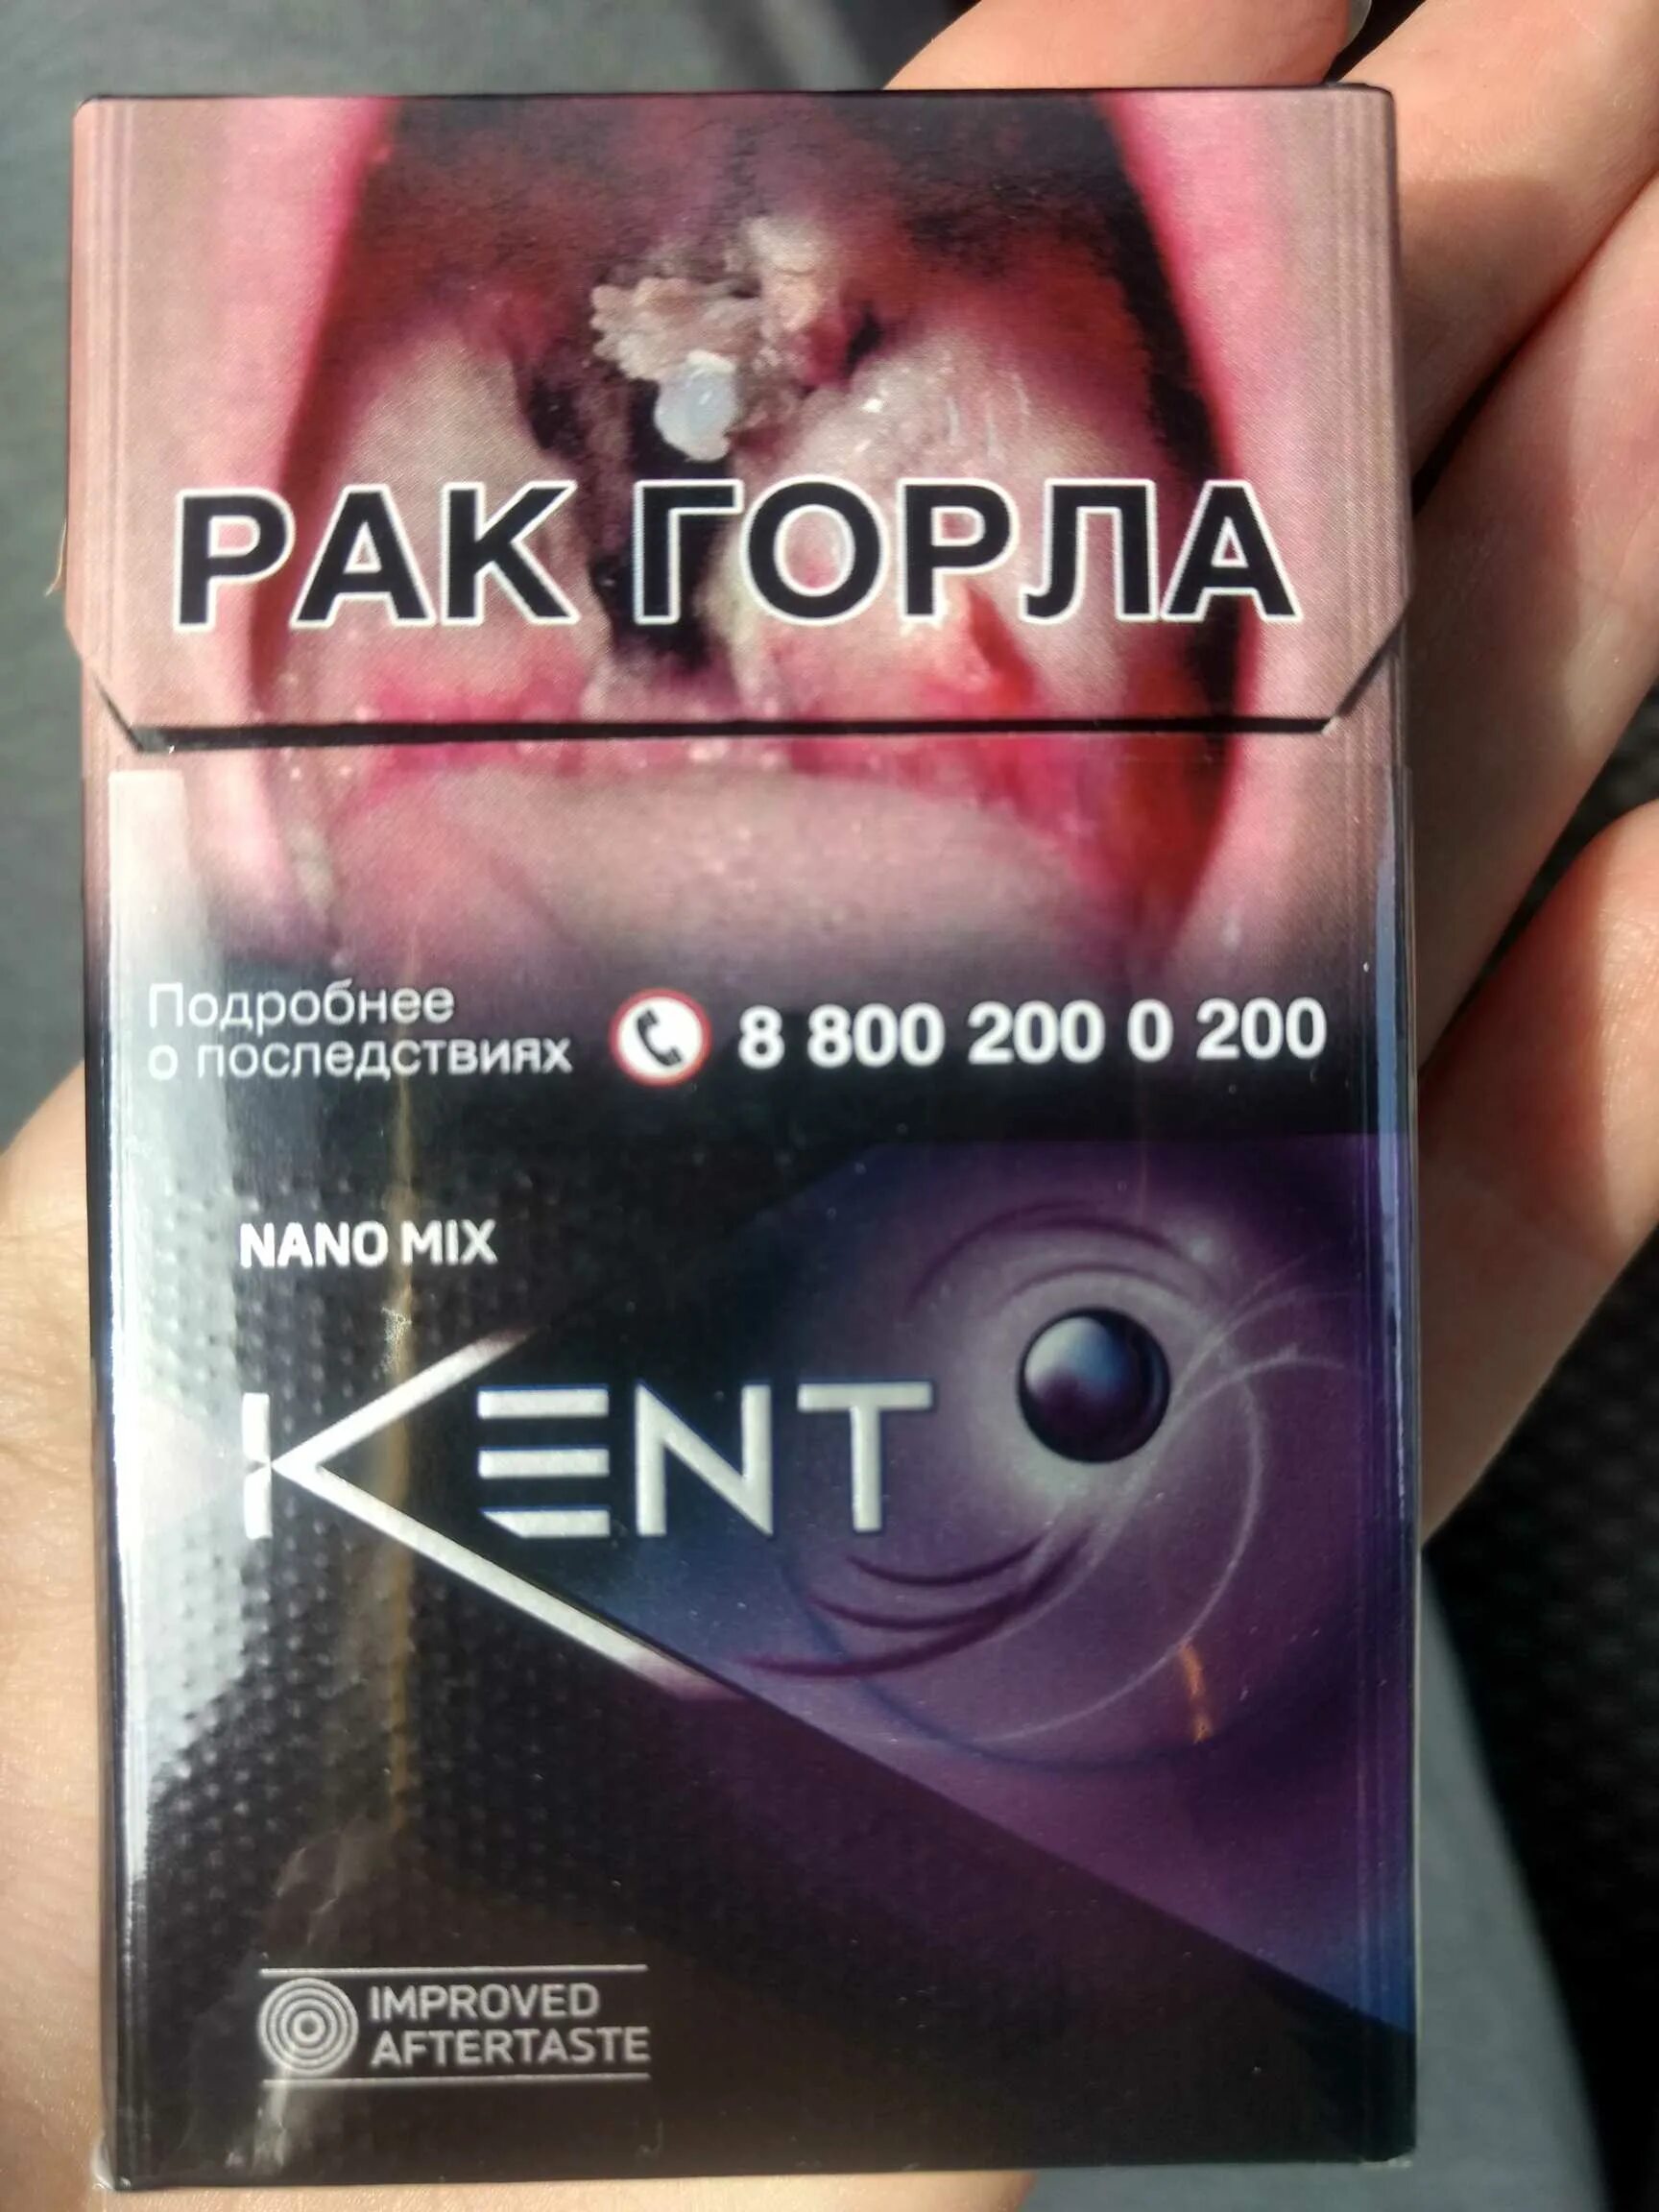 РАК ГОРЛА
Подробнее
о последствиях
8 800 200 0 200
NANO MIX
KENT
IMPROVED
AFTERTASTE